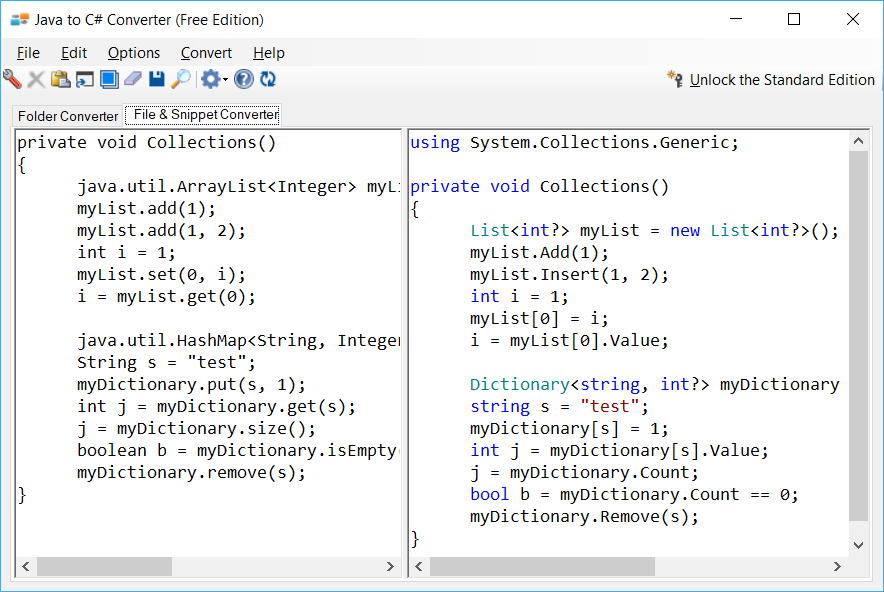 Java to C# Converter (Free Edition)
File Edit Options Convert Help
Unlock the Standard Edition
Folder Converter File & Snippet Converter
private void Collections()
{
java.util.ArrayList<Integer> myLi
myList.add(1);
myList.add(1, 2);
int i = 1;
myList.set(0, i);
i = myList.get(0);
java.util.HashMap<String, Integer
String s = "test";
myDictionary.put(s, 1);
int j = myDictionary.get(s);
j = myDictionary.size();
boolean b = myDictionary.isEmpty(
myDictionary.remove(s);
}
using System.Collections.Generic;
private void Collections()
{
List<int?> myList = new List<int?>();
myList.Add(1);
myList.Insert(1, 2);
int i = 1;
myList[0] = i;
i = myList[0].Value;
Dictionary<string, int?> myDictionary
string s = "test";
myDictionary[s] = 1;
int j = myDictionary[s].Value;
j = myDictionary.Count;
bool b = myDictionary.Count == 0;
myDictionary.Remove(s);
}